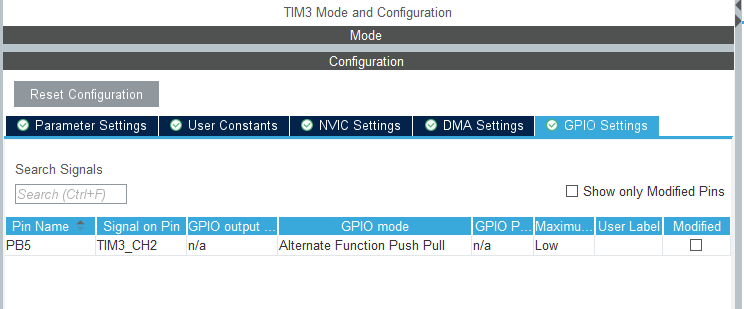 TIM3 Mode and Configuration
Mode
Configuration
Reset Configuration
Parameter Settings User Constants NVIC Settings DMA Settings GPIO Settings
Search Signals
Search (Ctrl+F)
Show only Modified Pins
Pin Name Signal on Pin GPIO output ... GPIO mode GPIO P... Maximu... User Label Modified
PB5 TIM3_CH2 n/a Alternate Function Push Pull n/a Low